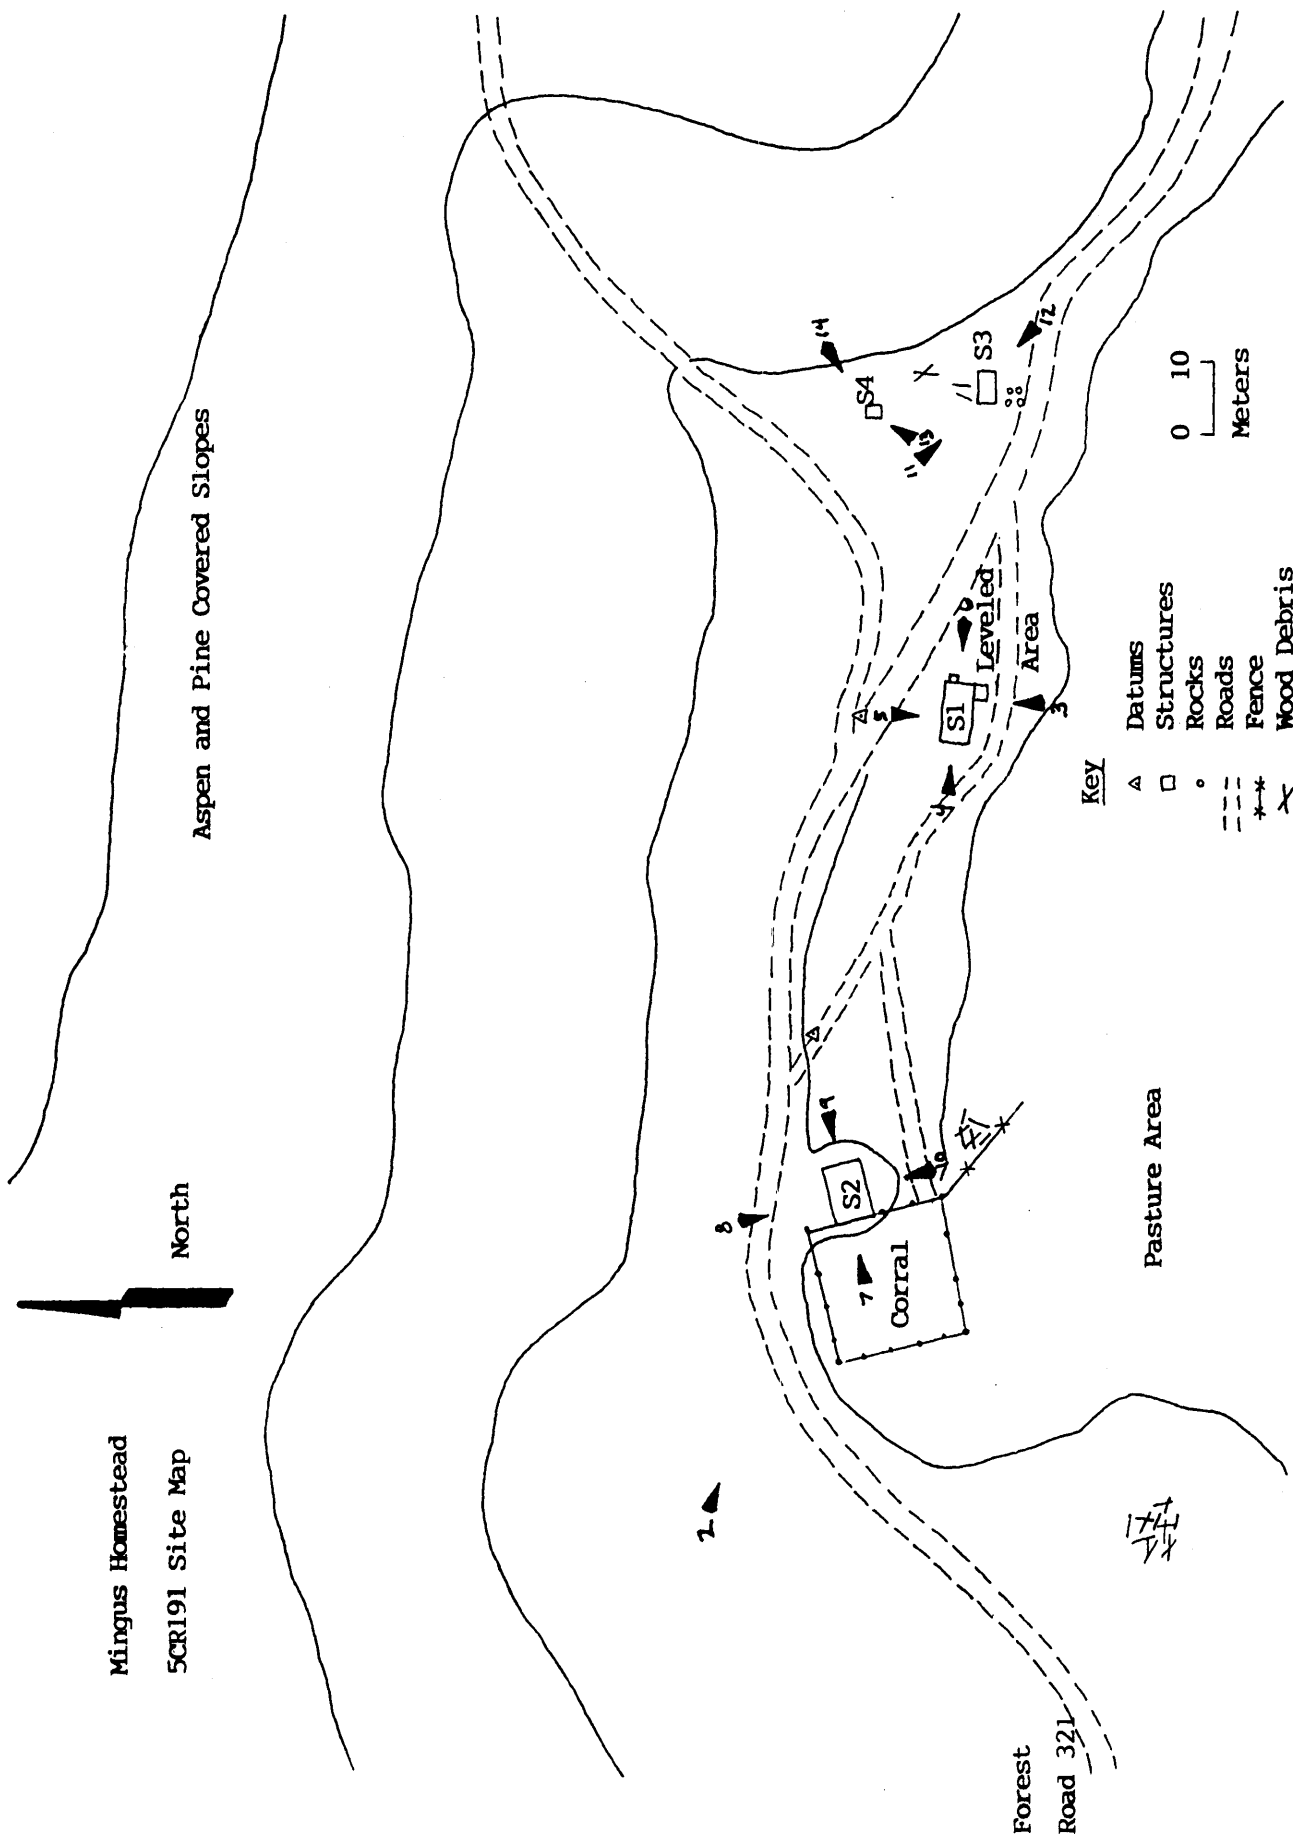 Mingus Homestead
5CR191 Site Map
North
Aspen and Pine Covered Slopes
2
8
7
Corral
S2
9
10
5
4
S1
3
6
Leveled
Area
11
13
S4
14
S3
12
Forest
Road 321
Pasture Area
Key
Datums
Structures
Rocks
Roads
Fence
Wood Debris
0 10
Meters